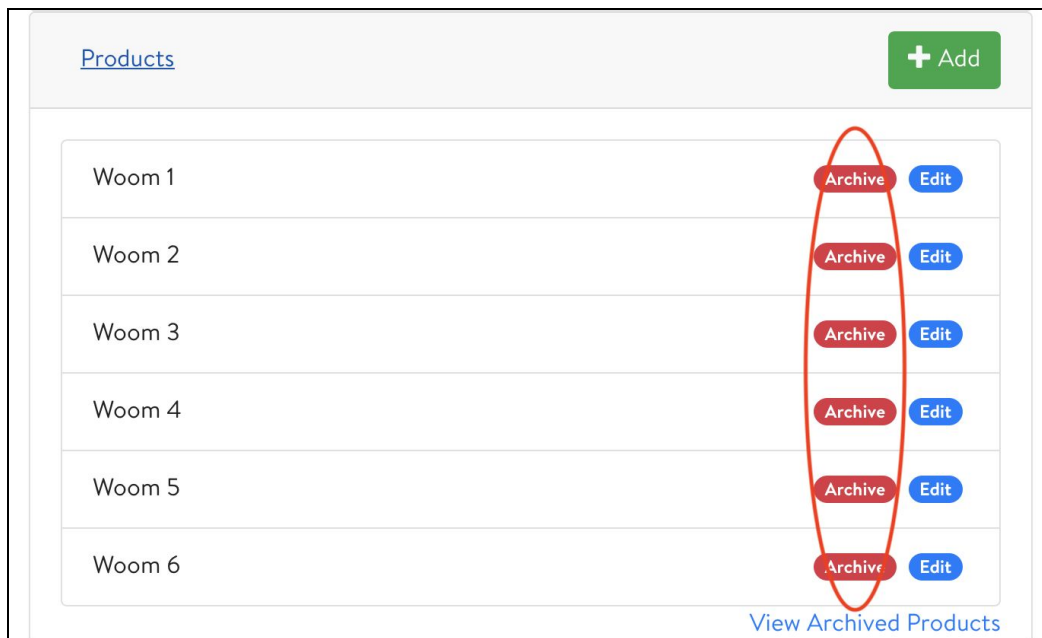 Products + Add
Woom 1 Archive Edit
Woom 2 Archive Edit
Woom 3 Archive Edit
Woom 4 Archive Edit
Woom 5 Archive Edit
Woom 6 Archive Edit
View Archived Products